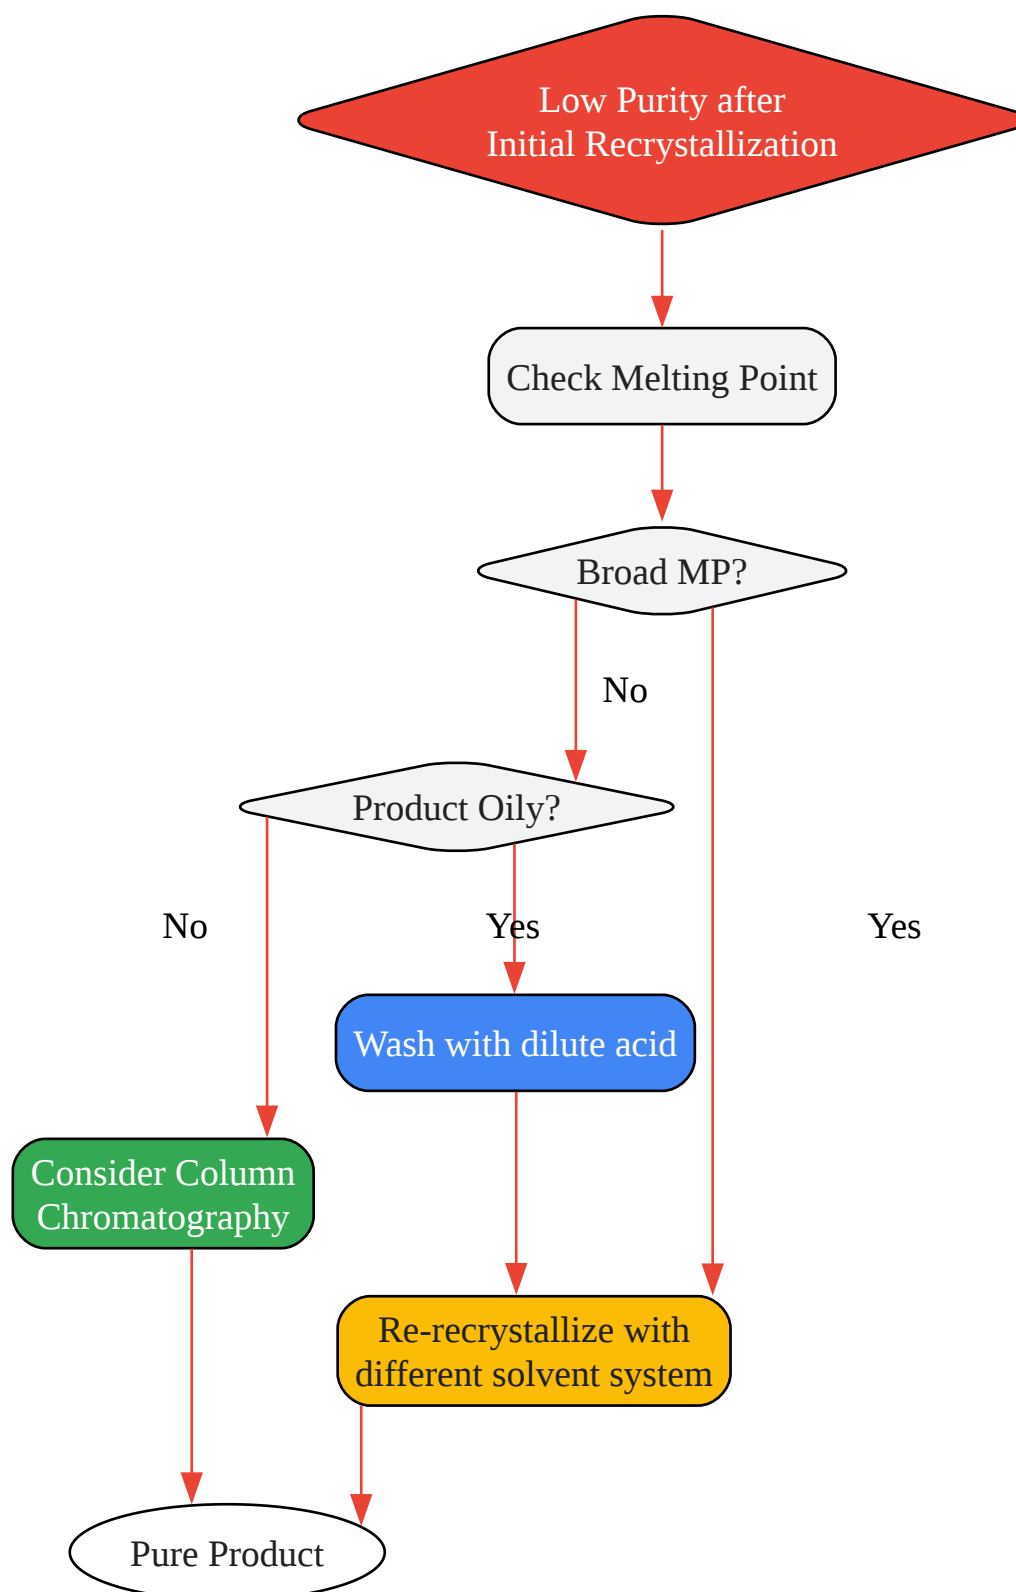 Low Purity after
Initial Recrystallization
Check Melting Point
Broad MP?
No
Product Oily?
No
Yes
Yes
Wash with dilute acid
Consider Column
Chromatography
Re-recrystallize with
different solvent system
Pure Product